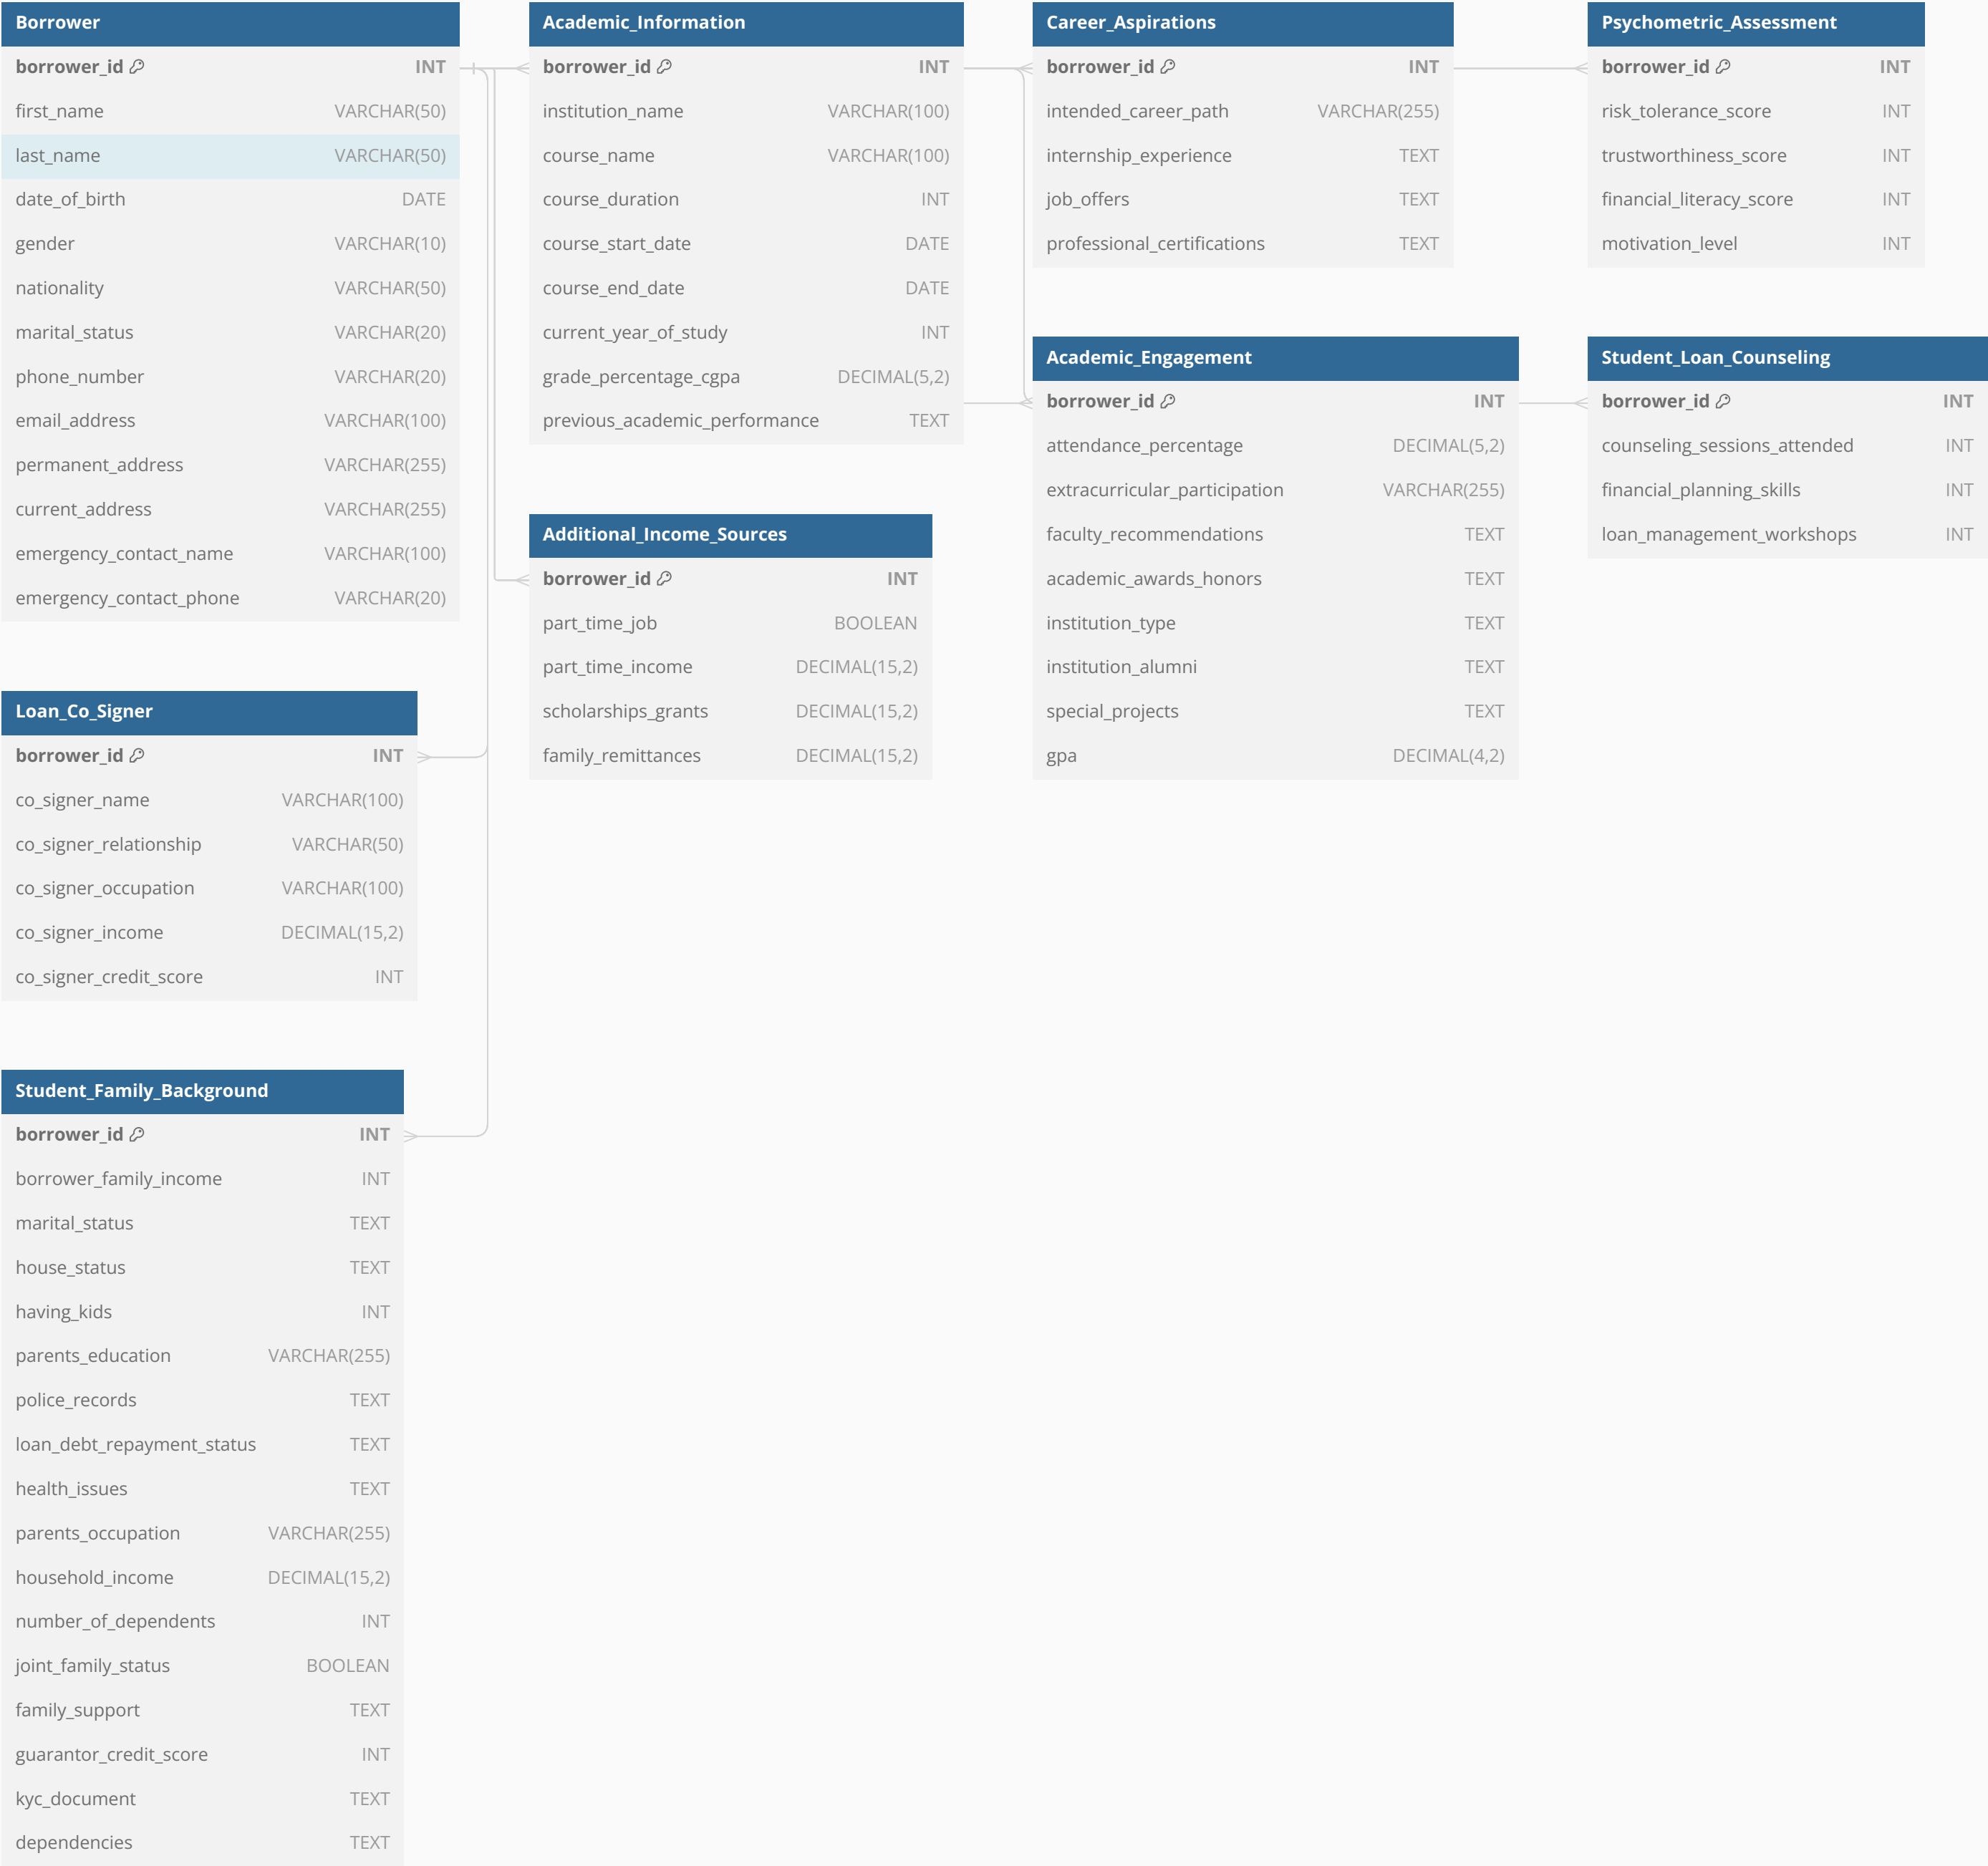 Borrower
borrower_id INT
first_name VARCHAR(50)
last_name VARCHAR(50)
date_of_birth DATE
gender VARCHAR(10)
nationality VARCHAR(50)
marital_status VARCHAR(20)
phone_number VARCHAR(20)
email_address VARCHAR(100)
permanent_address VARCHAR(255)
current_address VARCHAR(255)
emergency_contact_name VARCHAR(100)
emergency_contact_phone VARCHAR(20)
Loan_Co_Signer
borrower_id INT
co_signer_name VARCHAR(100)
co_signer_relationship VARCHAR(50)
co_signer_occupation VARCHAR(100)
co_signer_income DECIMAL(15,2)
co_signer_credit_score INT
Student_Family_Background
borrower_id INT
borrower_family_income INT
marital_status TEXT
house_status TEXT
having_kids INT
parents_education VARCHAR(255)
police_records TEXT
loan_debt_repayment_status TEXT
health_issues TEXT
parents_occupation VARCHAR(255)
household_income DECIMAL(15,2)
number_of_dependents INT
joint_family_status BOOLEAN
family_support TEXT
guarantor_credit_score INT
kyc_document TEXT
dependencies TEXT
Academic_Information
borrower_id INT
institution_name VARCHAR(100)
course_name VARCHAR(100)
course_duration INT
course_start_date DATE
course_end_date DATE
current_year_of_study INT
grade_percentage_cgpa DECIMAL(5,2)
previous_academic_performance TEXT
Additional_Income_Sources
borrower_id INT
part_time_job BOOLEAN
part_time_income DECIMAL(15,2)
scholarships_grants DECIMAL(15,2)
family_remittances DECIMAL(15,2)
Career_Aspirations
borrower_id INT
intended_career_path VARCHAR(255)
internship_experience TEXT
job_offers TEXT
professional_certifications TEXT
Academic_Engagement
borrower_id INT
attendance_percentage DECIMAL(5,2)
extracurricular_participation VARCHAR(255)
faculty_recommendations TEXT
academic_awards_honors TEXT
institution_type TEXT
institution_alumni TEXT
special_projects TEXT
gpa DECIMAL(4,2)
Psychometric_Assessment
borrower_id INT
risk_tolerance_score INT
trustworthiness_score INT
financial_literacy_score INT
motivation_level INT
Student_Loan_Counseling
borrower_id INT
counseling_sessions_attended INT
financial_planning_skills INT
loan_management_workshops INT